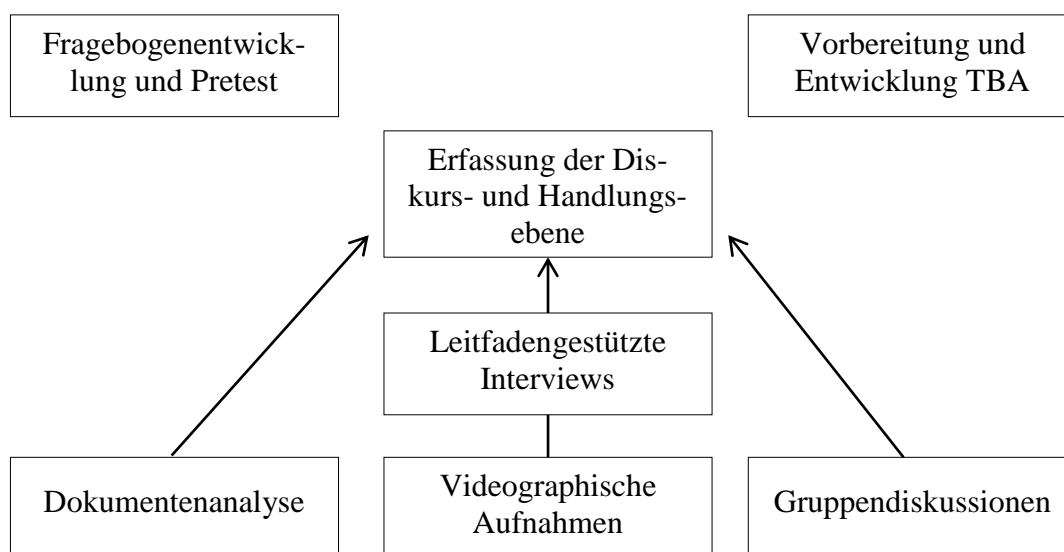 Fragebogenentwick-
lung und Pretest
Vorbereitung und
Entwicklung TBA
Erfassung der Dis-
kurs- und Handlungs-
ebene
Leitfadengestützte
Interviews
Dokumentenanalyse
Videographische
Aufnahmen
Gruppendiskussionen